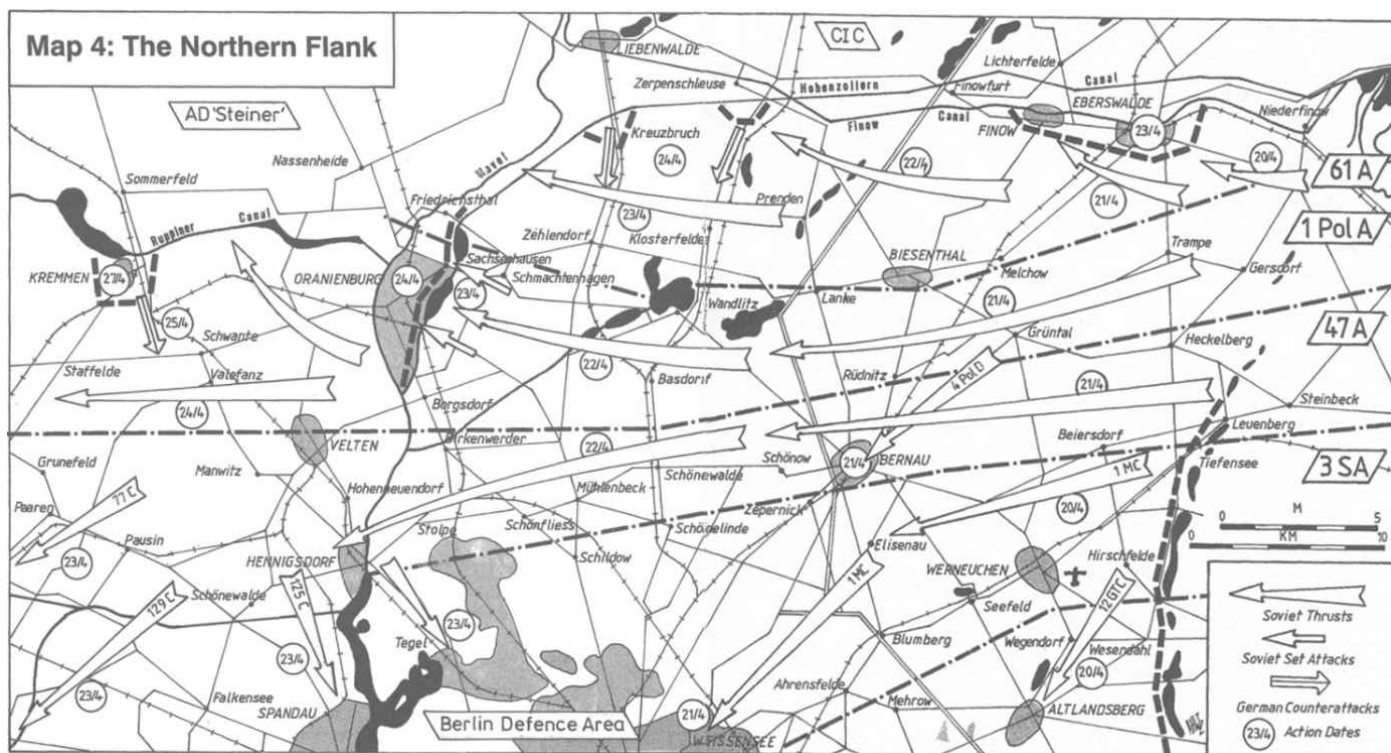 Map 4: The Northern Flank
CIC
LIEBENWALDE
Lichterfelde
Zerpenschleuse
Hohenzollern
Canal
Finowfurt
EBERSWALDE
AD 'Steiner'
Niederfinow
Kreuzbruch
Finow
Canal
FINOW
23/4
Nassenheide
Havel
24/4
22/4
20/4
61 A
Sommerfeld
Friedrichsthal
Prenden
21/4
1 Pol A
Ruppiner
Canal
23/4
Zehlendorf
Klosterfelde
BIESENTHAL
Trampe
KREMMEN
27/4
ORANIENBURG
24/4
Sachsenhausen
23/4
Schmachtenhagen
Melchow
Gersdorf
Wandlitz
Lanke
21/4
25/4
Schwante
Grüntal
47 A
Heckelberg
Staffelde
Valefanz
22/4
Basdorf
Rüdnitz
4 Pol D
21/4
24/4
Borgsdorf
Steinbeck
VELTEN
Birkenwerder
22/4
Leuenberg
Grunefeld
Marwitz
Schönow
21/4
BERNAU
Beiersdorf
Tiefensee
3 SA
Schönewalde
1 MC
Hohenneuendorf
Mühlenbeck
77 C
Paaren
Stolpe
Schönfliess
Schönelinde
Zepernick
20/4
M
0
5
KM
0
10
Pausin
23/4
HENNIGSDORF
Schildow
Elisenau
Hirschfelde
WERNEUCHEN
129 C
Schönewalde
125 C
1 MC
Seefeld
12 GTC
Soviet Thrusts
23/4
Tegel
Blumberg
Wegendorf
Wesendahl
Soviet Set Attacks
23/4
23/4
Falkensee
20/4
German Counterattacks
SPANDAU
Berlin Defence Area
21/4
WEISSENSEE
Ahrensfelde
Mehrow
ALTLANDSBERG
23/4
Action Dates